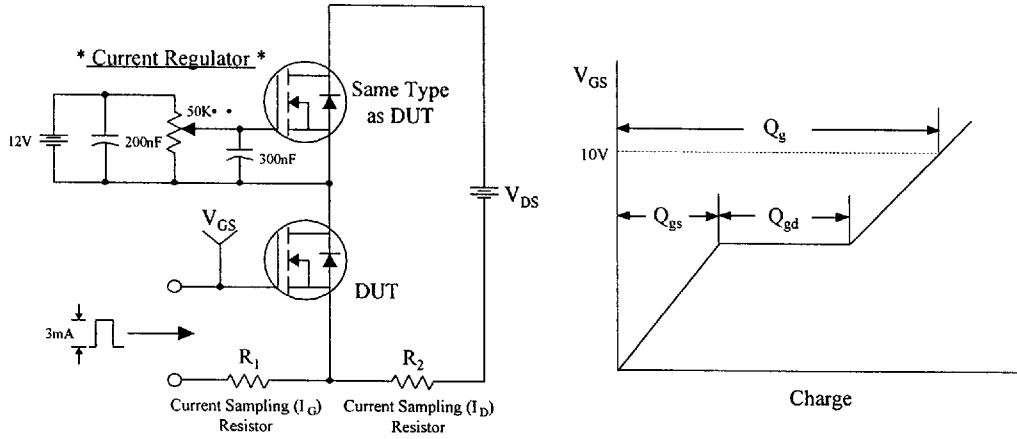 * Current Regulator *
50K
12V
200nF
300nF
Same Type
as DUT
V_DS
V_GS
DUT
3mA
R_1
R_2
Current Sampling (I_G)
Resistor
Current Sampling (I_D)
Resistor
V_GS
10V
Q_g
Q_gs
Q_gd
Charge